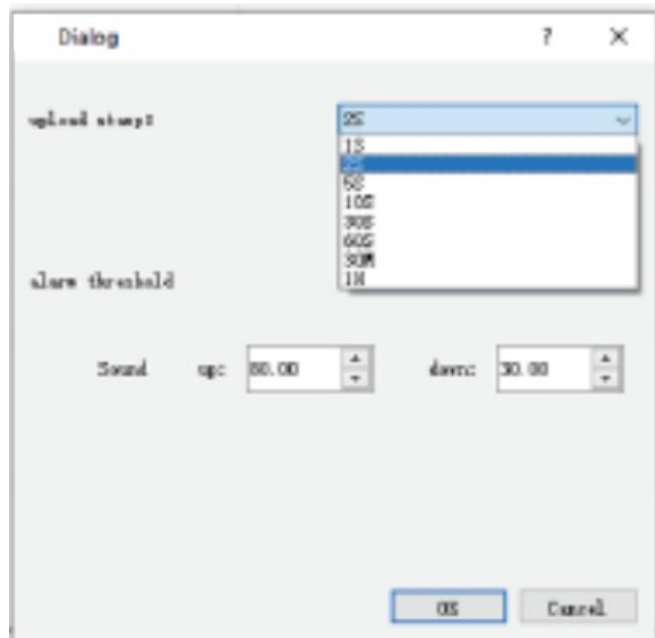 Dialog ? ×
upload stamp: 2S
1S
2S
5S
10S
30S
60S
30M
1H
alarm threshold
Sound up: 80.00 down: 30.00
OK Cancel